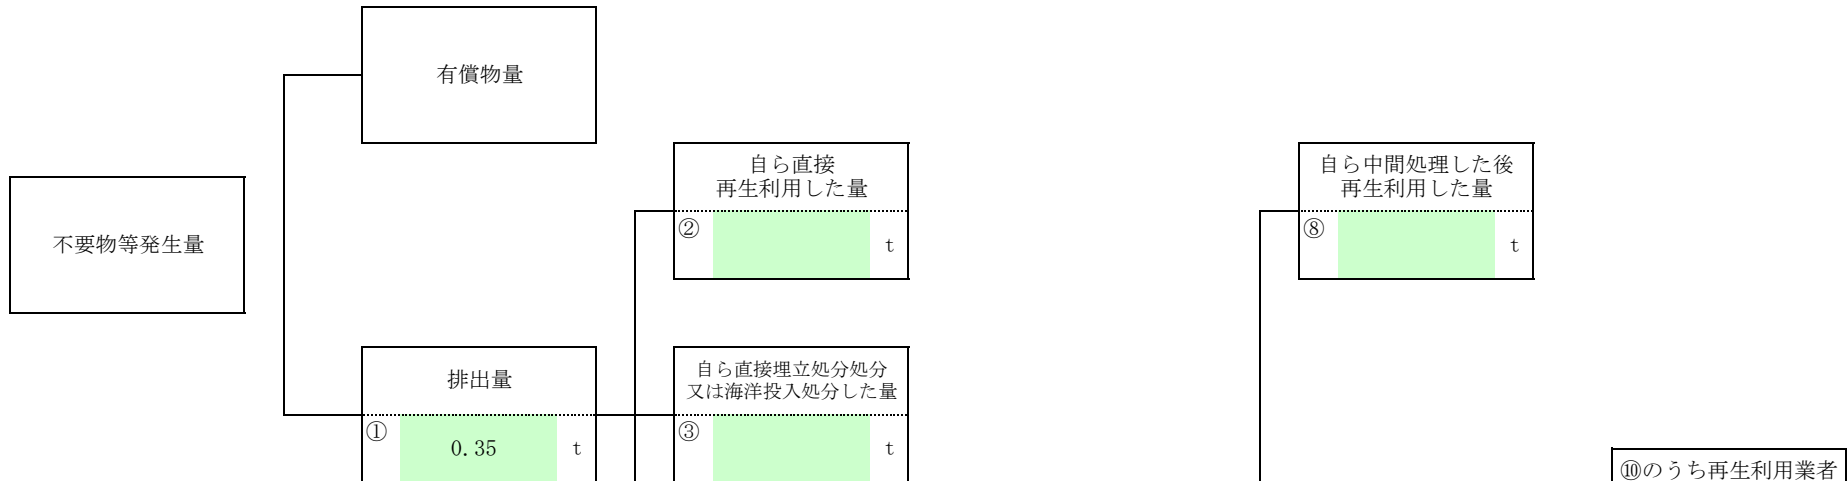 有償物量
自ら直接
再生利用した量
②
t
自ら中間処理した後
再生利用した量
⑧
t
不要物等発生量
排出量
①
0.35
t
自ら直接埋立処分処分
又は海洋投入処分した量
③
t
⑩のうち再生利用業者